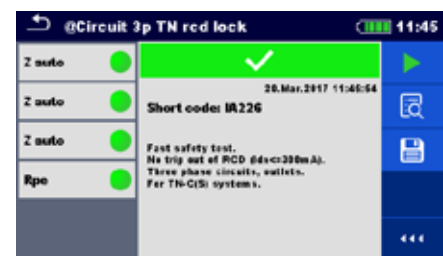 @Circuit 3p TN rcd lock
11:45
Z auto
Z auto
Z auto
Rpe
20.Mar.2017 11:45:54
Short code: IA226
Fast safety test.
No trip out of RCD (Idn<=300mA).
Three phase circuits, outlets.
For TN-C(S) systems.